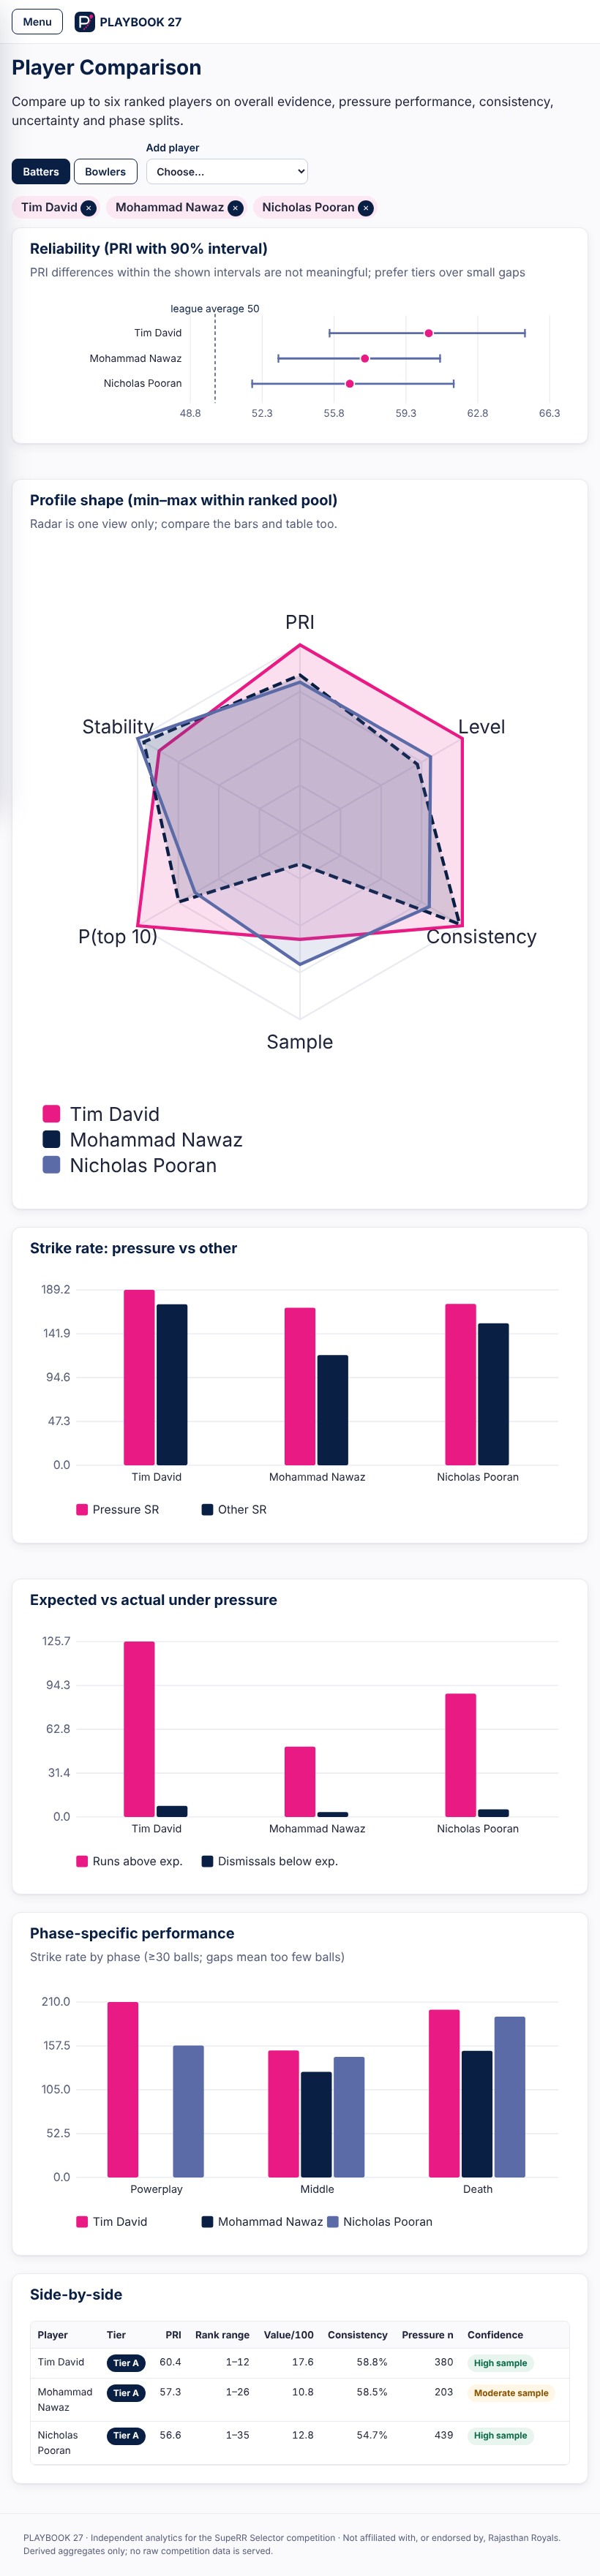 Menu
PLAYBOOK 27
Player Comparison
Compare up to six ranked players on overall evidence, pressure performance, consistency,
uncertainty and phase splits.
Add player
Batters Bowlers Choose...
Tim David × Mohammad Nawaz × Nicholas Pooran ×
Reliability (PRI with 90% interval)
PRI differences within the shown intervals are not meaningful; prefer tiers over small gaps
league average 50
Tim David
Mohammad Nawaz
Nicholas Pooran
48.8 52.3 55.8 59.3 62.8 66.3
Profile shape (min–max within ranked pool)
Radar is one view only; compare the bars and table too.
PRI
Stability Level
P(top 10) Consistency
Sample
Tim David
Mohammad Nawaz
Nicholas Pooran
Strike rate: pressure vs other
189.2
141.9
94.6
47.3
0.0
Tim David Mohammad Nawaz Nicholas Pooran
Pressure SR Other SR
Expected vs actual under pressure
125.7
94.3
62.8
31.4
0.0
Tim David Mohammad Nawaz Nicholas Pooran
Runs above exp. Dismissals below exp.
Phase-specific performance
Strike rate by phase (≥30 balls; gaps mean too few balls)
210.0
157.5
105.0
52.5
0.0
Powerplay Middle Death
Tim David Mohammad Nawaz Nicholas Pooran
Side-by-side
Player Tier PRI Rank range Value/100 Consistency Pressure n Confidence
Tim David Tier A 60.4 1–12 17.6 58.8% 380 High sample
Mohammad Tier A 57.3 1–26 10.8 58.5% 203 Moderate sample
Nawaz
Nicholas Tier A 56.6 1–35 12.8 54.7% 439 High sample
Pooran
PLAYBOOK 27 · Independent analytics for the SupeRR Selector competition · Not affiliated with, or endorsed by, Rajasthan Royals.
Derived aggregates only; no raw competition data is served.